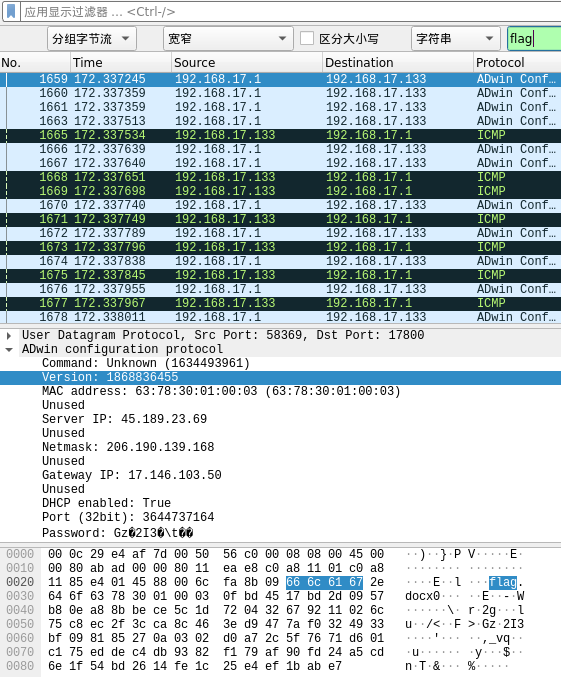 应用显示过滤器 … <Ctrl-/>
分组字节流 宽窄 区分大小写 字符串 flag
No. Time Source Destination Protocol
1659 172.337245 192.168.17.1 192.168.17.133 ADwin Conf…
1660 172.337359 192.168.17.1 192.168.17.133 ADwin Conf…
1661 172.337359 192.168.17.1 192.168.17.133 ADwin Conf…
1663 172.337513 192.168.17.1 192.168.17.133 ADwin Conf…
1665 172.337534 192.168.17.133 192.168.17.1 ICMP
1666 172.337639 192.168.17.1 192.168.17.133 ADwin Conf…
1667 172.337640 192.168.17.1 192.168.17.133 ADwin Conf…
1668 172.337651 192.168.17.133 192.168.17.1 ICMP
1669 172.337698 192.168.17.133 192.168.17.1 ICMP
1670 172.337740 192.168.17.1 192.168.17.133 ADwin Conf…
1671 172.337749 192.168.17.133 192.168.17.1 ICMP
1672 172.337789 192.168.17.1 192.168.17.133 ADwin Conf…
1673 172.337796 192.168.17.133 192.168.17.1 ICMP
1674 172.337838 192.168.17.1 192.168.17.133 ADwin Conf…
1675 172.337845 192.168.17.133 192.168.17.1 ICMP
1676 172.337955 192.168.17.1 192.168.17.133 ADwin Conf…
1677 172.337967 192.168.17.133 192.168.17.1 ICMP
1678 172.338011 192.168.17.1 192.168.17.133 ADwin Conf…
User Datagram Protocol, Src Port: 58369, Dst Port: 17800
ADwin configuration protocol
Command: Unknown (1634493961)
Version: 1868836455
MAC address: 63:78:30:01:00:03 (63:78:30:01:00:03)
Unused
Server IP: 45.189.23.69
Unused
Netmask: 206.190.139.168
Unused
Gateway IP: 17.146.103.50
Unused
DHCP enabled: True
Port (32bit): 3644737164
Password: Gz�2I3�\t��
0000 00 0c 29 e4 af 7d 00 50 56 c0 00 08 08 00 45 00 ··)··}·P V·····E·
0010 00 80 ab ad 00 00 80 11 ea e8 c0 a8 11 01 c0 a8 ········ ········
0020 11 85 e4 01 45 88 00 6c fa 8b 09 66 6c 61 67 2e ····E··l ···flag.
0030 64 6f 63 78 30 01 00 03 0f bd 45 17 bd 2d 09 57 docx0··· ··E··-·W
0040 b8 0e a8 8b be ce 5c 1d 72 04 32 67 92 11 02 6c ······\· r·2g···l
0050 75 c8 ec 2f 3c ca 8c 46 3e d9 47 7a f0 32 49 33 u··/<··F >·Gz·2I3
0060 bf 09 81 85 27 0a 03 02 d0 a7 2c 5f 76 71 d6 01 ····'··· ··,_vq··
0070 c1 75 ed de c4 db 93 82 f1 79 af 90 fd 24 a5 cd ·u······ ·y···$··
0080 6e 1f 54 bd 26 14 fe 1c 25 e4 ef 1b ab e7 n·T·&··· %·····